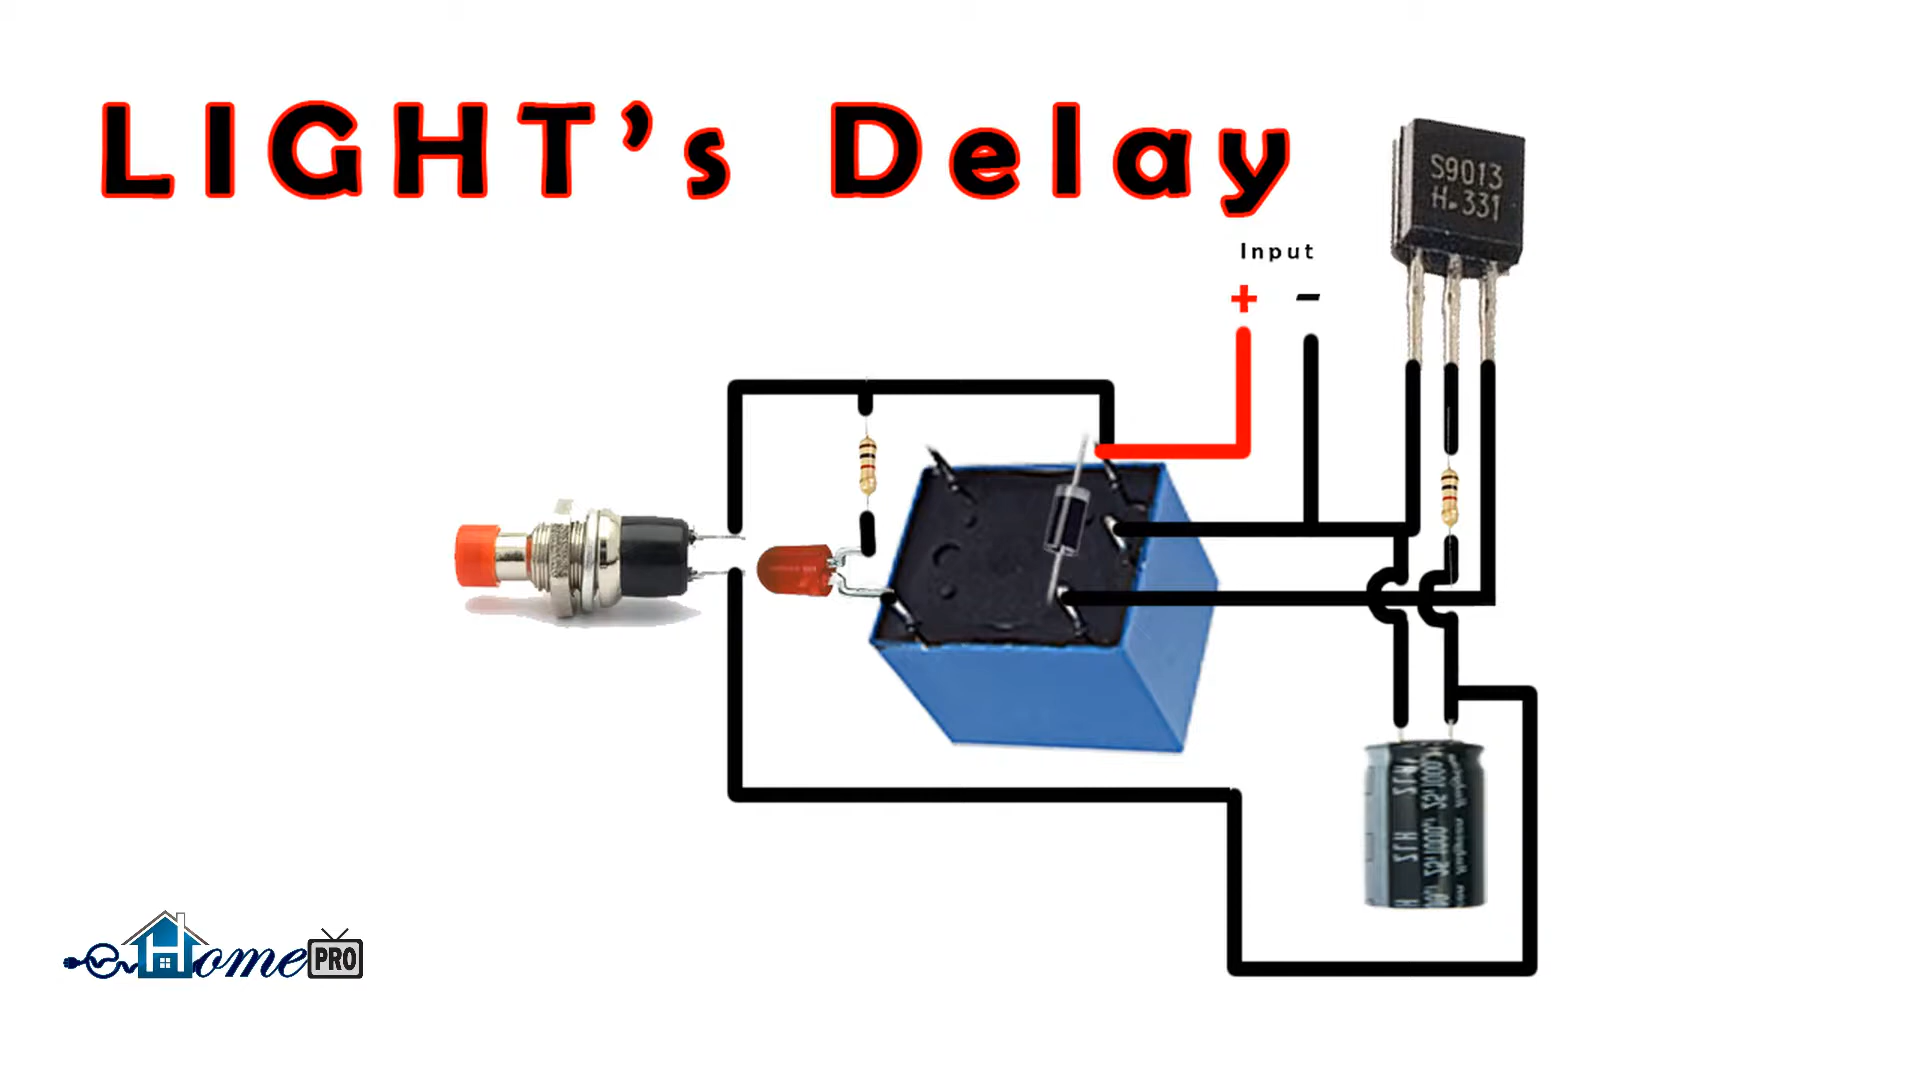 LIGHT's Delay
S9013
H-331
Input
+ -
Home PRO